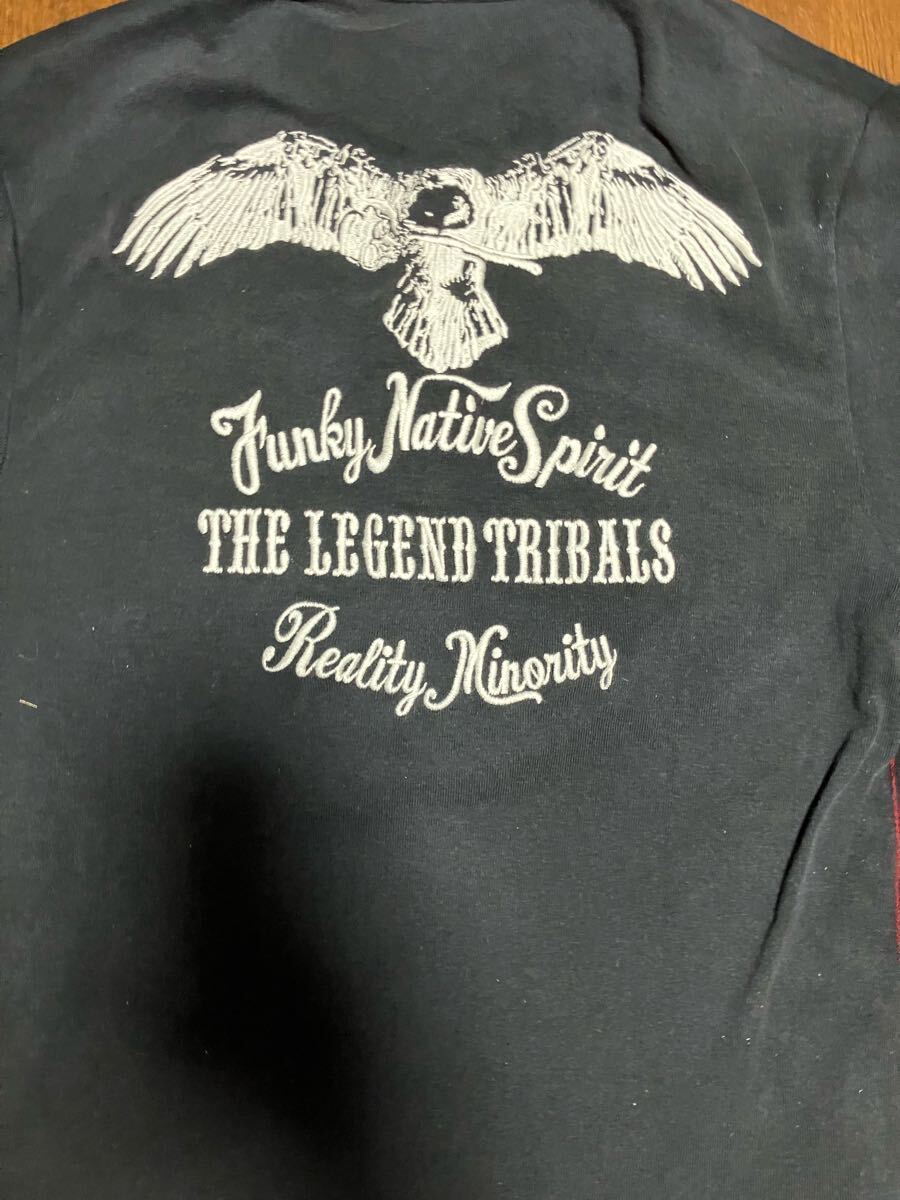 Funky Native Spirit
THE LEGEND TRIBALS
Reality Minority